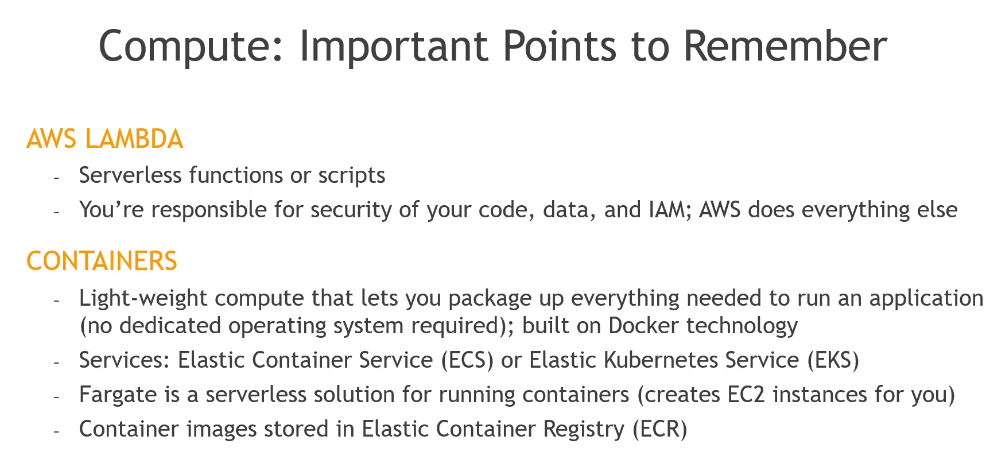 Compute: Important Points to Remember
AWS LAMBDA
- Serverless functions or scripts
- You’re responsible for security of your code, data, and IAM; AWS does everything else
CONTAINERS
- Light-weight compute that lets you package up everything needed to run an application
(no dedicated operating system required); built on Docker technology
- Services: Elastic Container Service (ECS) or Elastic Kubernetes Service (EKS)
- Fargate is a serverless solution for running containers (creates EC2 instances for you)
- Container images stored in Elastic Container Registry (ECR)